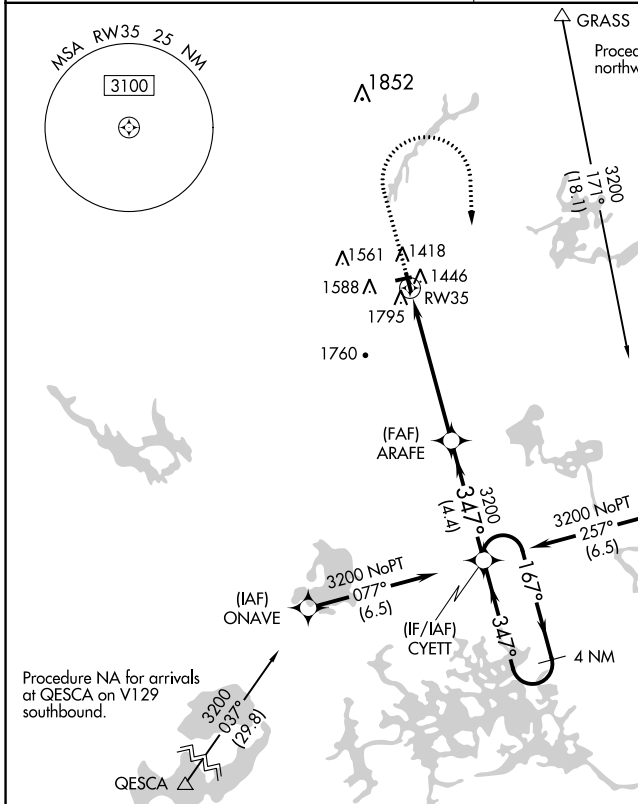 MSA RW35 25 NM
3100
GRASS
Proced
northw
1852
3200
171°
(18.1)
1561
1418
1588
1446
RW35
1795
1760
(FAF)
ARAFE
3200
347°
(4.4)
3200 NoPT
257°
(6.5)
3200 NoPT
077°
(6.5)
(IAF)
ONAVE
(IF/IAF)
CYETT
167°
347°
4 NM
Procedure NA for arrivals
at QESCA on V129
southbound.
3200
037°
(29.8)
QESCA